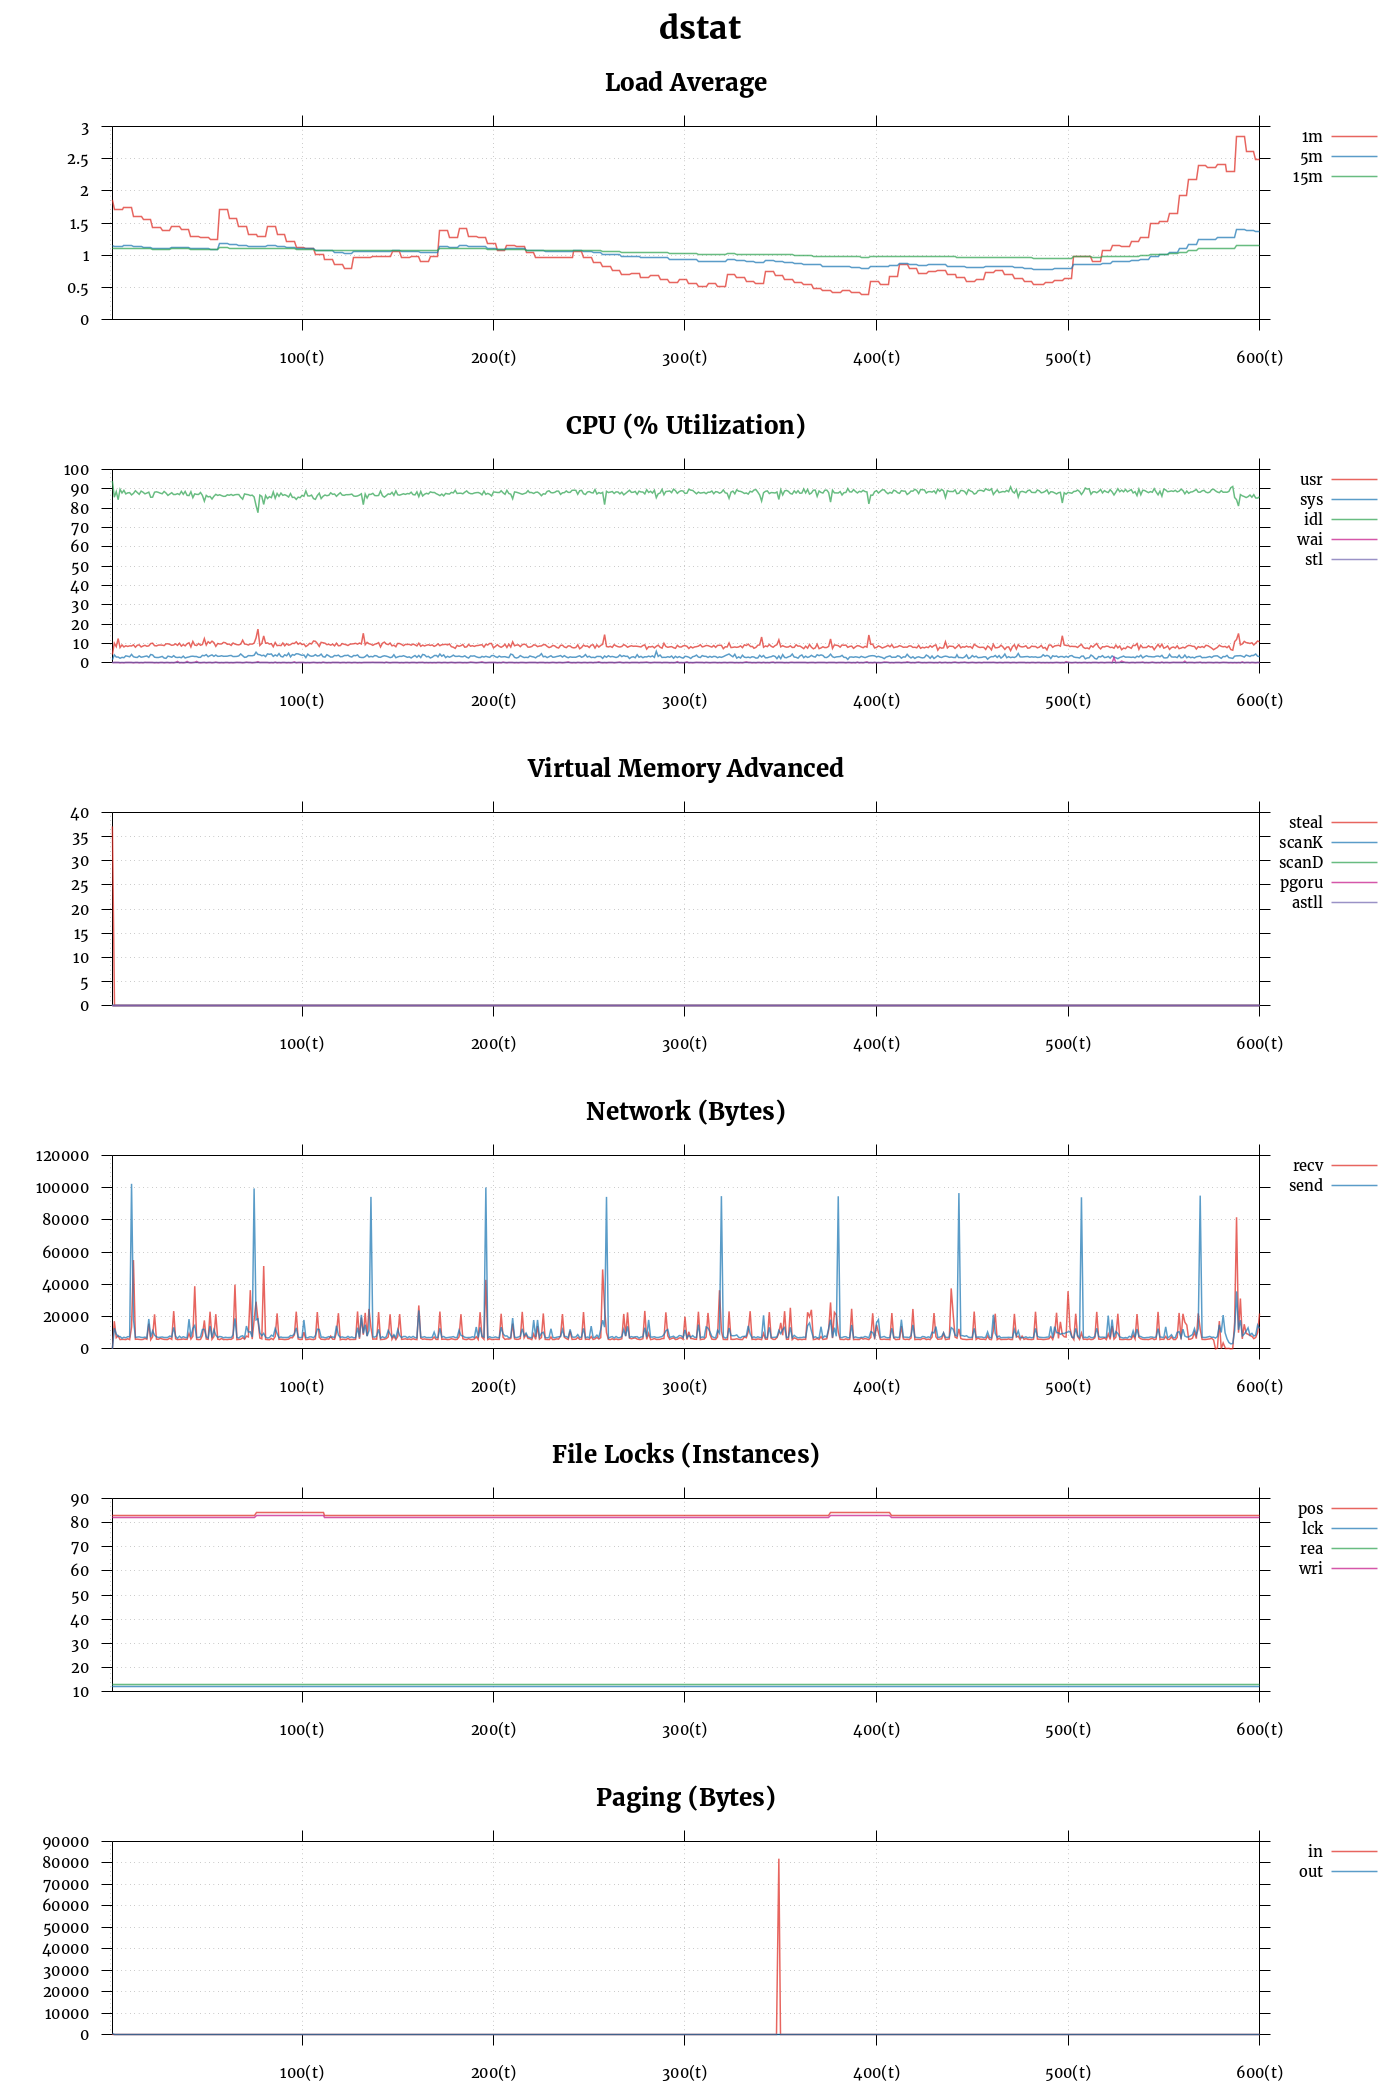 dstat
Load Average
3
2.5
2
1.5
1
0.5
0
1m
5m
15m
100(t) 200(t) 300(t) 400(t) 500(t) 600(t)
CPU (% Utilization)
100
90
80
70
60
50
40
30
20
10
0
usr
sys
idl
wai
stl
100(t) 200(t) 300(t) 400(t) 500(t) 600(t)
Virtual Memory Advanced
40
35
30
25
20
15
10
5
0
steal
scanK
scanD
pgoru
astll
100(t) 200(t) 300(t) 400(t) 500(t) 600(t)
Network (Bytes)
120000
100000
80000
60000
40000
20000
0
recv
send
100(t) 200(t) 300(t) 400(t) 500(t) 600(t)
File Locks (Instances)
90
80
70
60
50
40
30
20
10
pos
lck
rea
wri
100(t) 200(t) 300(t) 400(t) 500(t) 600(t)
Paging (Bytes)
90000
80000
70000
60000
50000
40000
30000
20000
10000
0
in
out
100(t) 200(t) 300(t) 400(t) 500(t) 600(t)